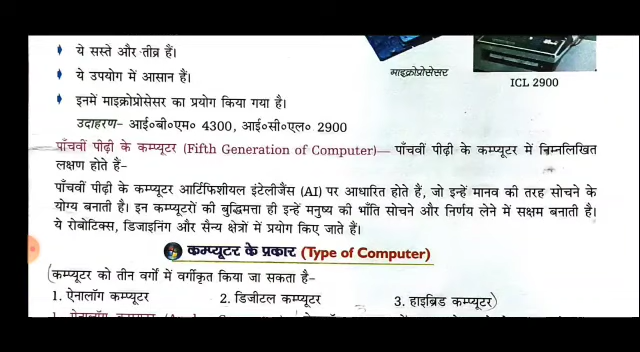 ♦ ये सस्ते और तीव्र हैं।
♦ ये उपयोग में आसान हैं।
माइक्रोप्रोसेसर
ICL 2900
♦ इनमें माइक्रोप्रोसेसर का प्रयोग किया गया है।
उदाहरण– आई०बी०एम० 4300, आई०सी०एल० 2900
पाँचवीं पीढ़ी के कम्प्यूटर (Fifth Generation of Computer)— पाँचवीं पीढ़ी के कम्प्यूटर में निम्नलिखित
लक्षण होते हैं–
पाँचवीं पीढ़ी के कम्प्यूटर आर्टिफिशीयल इंटेलीजैंस (AI) पर आधारित होते हैं, जो इन्हें मानव की तरह सोचने के
योग्य बनाती है। इन कम्प्यूटरों की बुद्धिमत्ता ही इन्हें मनुष्य की भाँति सोचने और निर्णय लेने में सक्षम बनाती है।
ये रोबोटिक्स, डिजाइनिंग और सैन्य क्षेत्रों में प्रयोग किए जाते हैं।
कम्प्यूटर के प्रकार (Type of Computer)
(कम्प्यूटर को तीन वर्गों में वर्गीकृत किया जा सकता है–
1. ऐनालॉग कम्प्यूटर 2. डिजीटल कम्प्यूटर 3. हाइब्रिड कम्प्यूटर)